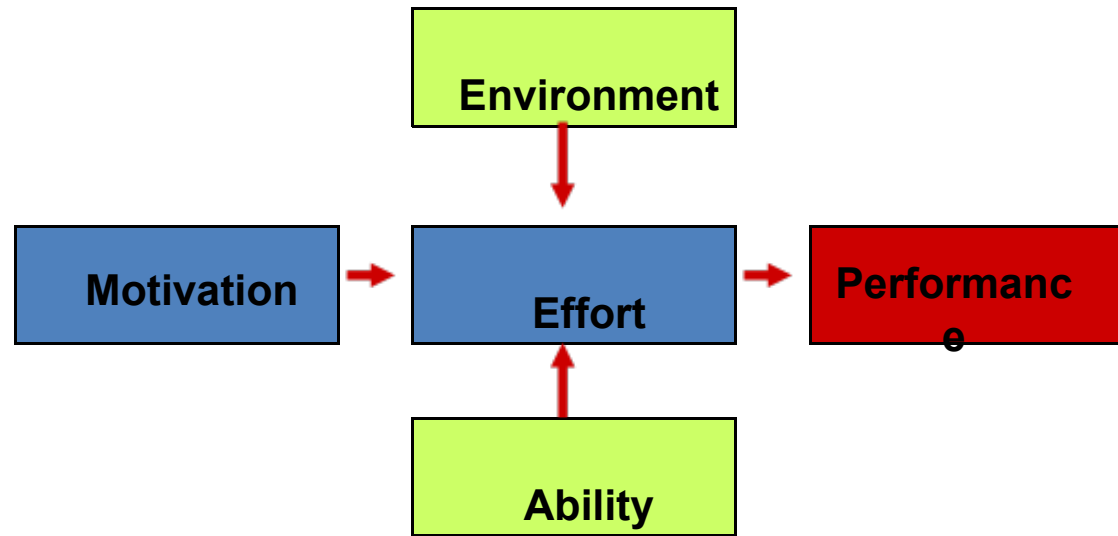 Environment
Motivation
Effort
Performanc
e
Ability